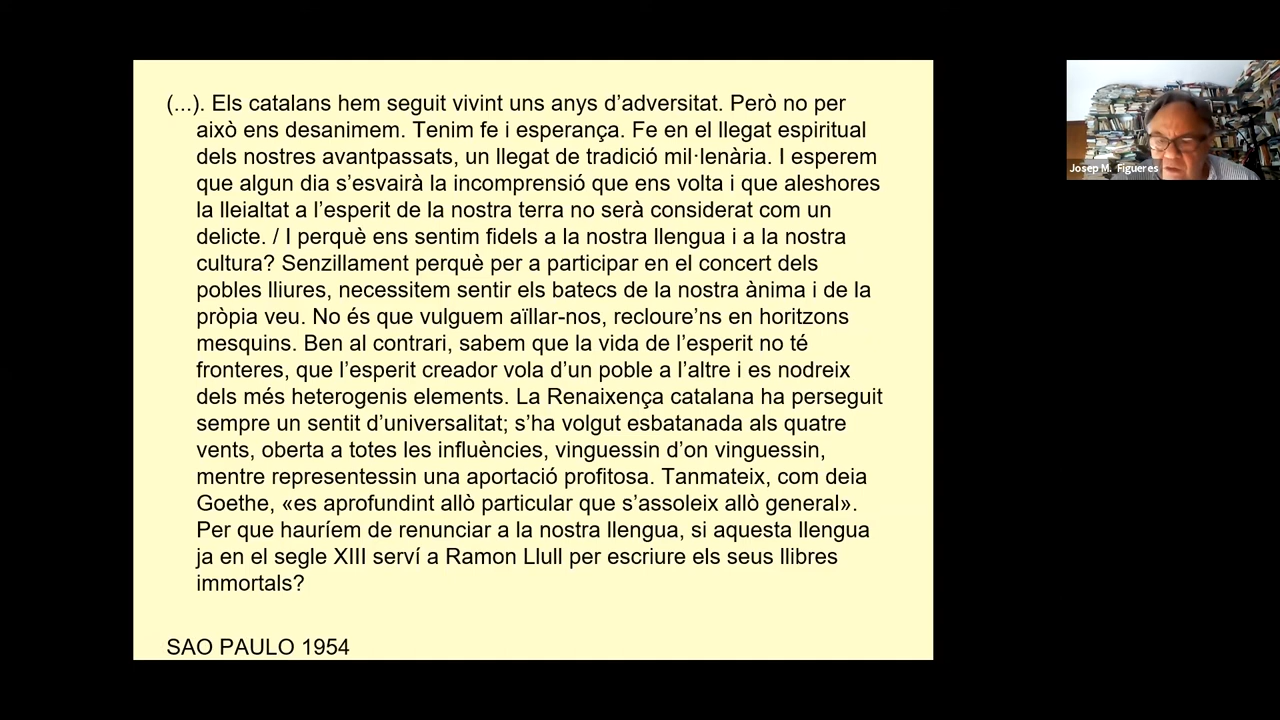 (...). Els catalans hem seguit vivint uns anys d’adversitat. Però no per
això ens desanimem. Tenim fe i esperança. Fe en el llegat espiritual
dels nostres avantpassats, un llegat de tradició mil·lenària. I esperem
que algun dia s’esvairà la incomprensió que ens volta i que aleshores
la lleialtat a l’esperit de la nostra terra no serà considerat com un
delicte. / I perquè ens sentim fidels a la nostra llengua i a la nostra
cultura? Senzillament perquè per a participar en el concert dels
pobles lliures, necessitem sentir els batecs de la nostra ànima i de la
pròpia veu. No és que vulguem aïllar-nos, recloure’ns en horitzons
mesquins. Ben al contrari, sabem que la vida de l’esperit no té
fronteres, que l’esperit creador vola d’un poble a l’altre i es nodreix
dels més heterogenis elements. La Renaixença catalana ha perseguit
sempre un sentit d’universalitat; s’ha volgut esbatanada als quatre
vents, oberta a totes les influències, vinguessin d’on vinguessin,
mentre representessin una aportació profitosa. Tanmateix, com deia
Goethe, «es aprofundint allò particular que s’assoleix allò general».
Per que hauríem de renunciar a la nostra llengua, si aquesta llengua
ja en el segle XIII serví a Ramon Llull per escriure els seus llibres
immortals?
SAO PAULO 1954
Josep M. Figueres